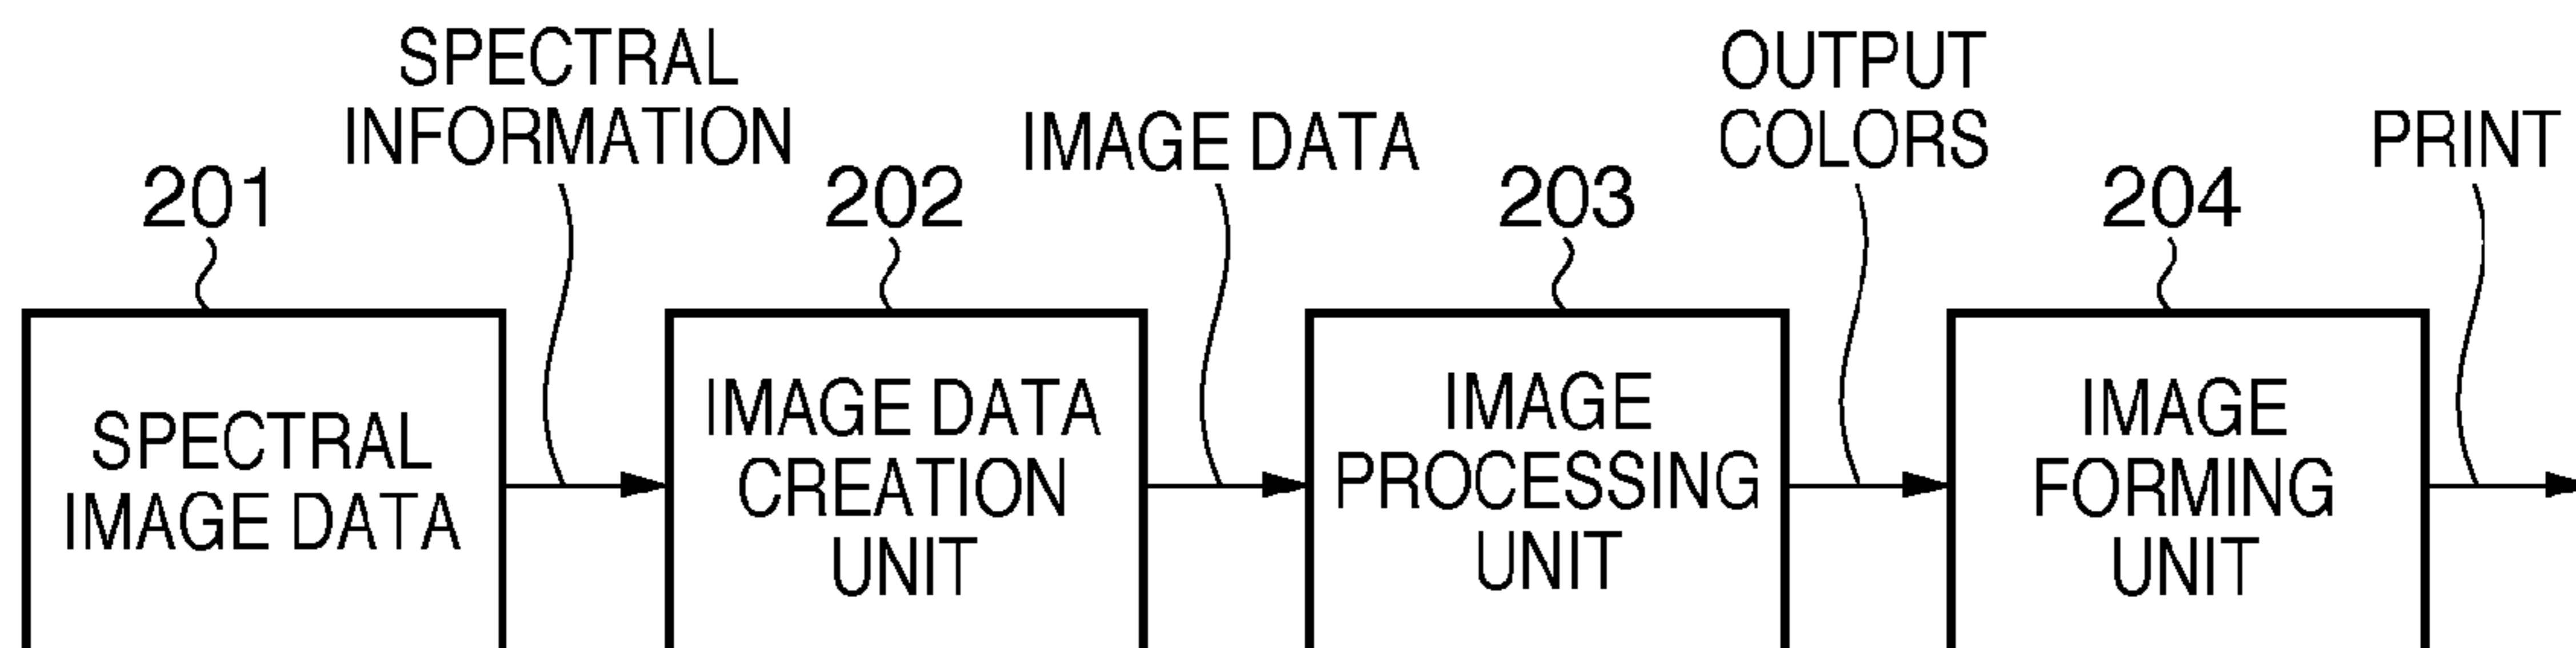 SPECTRAL
INFORMATION
IMAGE DATA
OUTPUT
COLORS
PRINT
201
202
203
204
SPECTRAL
IMAGE DATA
IMAGE DATA
CREATION
UNIT
IMAGE
PROCESSING
UNIT
IMAGE
FORMING
UNIT